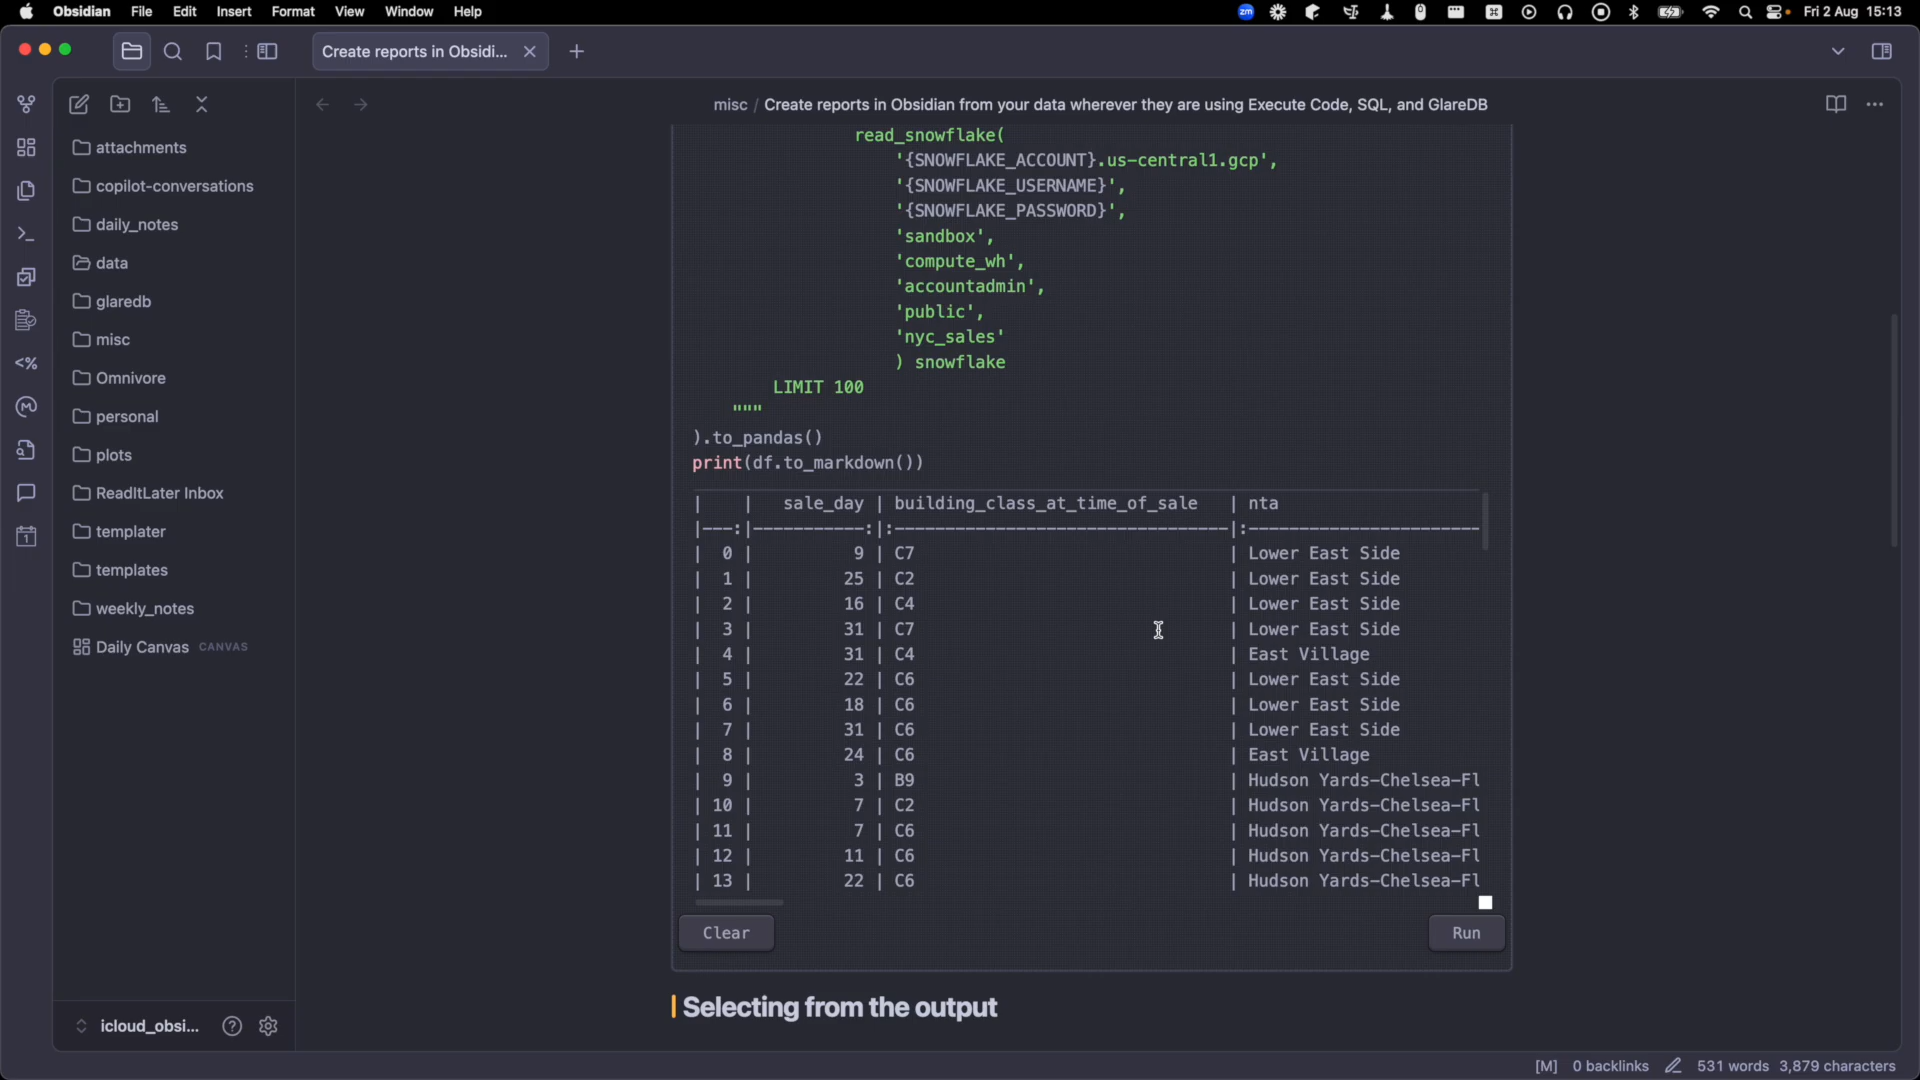 Obsidian File Edit Insert Format View Window Help
zm
Fri 2 Aug 15:13
Create reports in Obsidi...
misc / Create reports in Obsidian from your data wherever they are using Execute Code, SQL, and GlareDB
attachments
copilot-conversations
daily_notes
data
glaredb
misc
Omnivore
personal
plots
ReadItLater Inbox
templater
templates
weekly_notes
Daily Canvas CANVAS
icloud_obsi...
<%
read_snowflake(
'{SNOWFLAKE_ACCOUNT}.us-central1.gcp',
'{SNOWFLAKE_USERNAME}',
'{SNOWFLAKE_PASSWORD}',
'sandbox',
'compute_wh',
'accountadmin',
'public',
'nyc_sales'
) snowflake
LIMIT 100
"""
).to_pandas()
print(df.to_markdown())
| | sale_day | building_class_at_time_of_sale | nta
|---:|-----------:|:---------------------------------|:-----------------------
| 0 | 9 | C7 | Lower East Side
| 1 | 25 | C2 | Lower East Side
| 2 | 16 | C4 | Lower East Side
| 3 | 31 | C7 | Lower East Side
| 4 | 31 | C4 | East Village
| 5 | 22 | C6 | Lower East Side
| 6 | 18 | C6 | Lower East Side
| 7 | 31 | C6 | Lower East Side
| 8 | 24 | C6 | East Village
| 9 | 3 | B9 | Hudson Yards-Chelsea-Fl
| 10 | 7 | C2 | Hudson Yards-Chelsea-Fl
| 11 | 7 | C6 | Hudson Yards-Chelsea-Fl
| 12 | 11 | C6 | Hudson Yards-Chelsea-Fl
| 13 | 22 | C6 | Hudson Yards-Chelsea-Fl
Clear Run
Selecting from the output
[M] 0 backlinks 531 words 3,879 characters